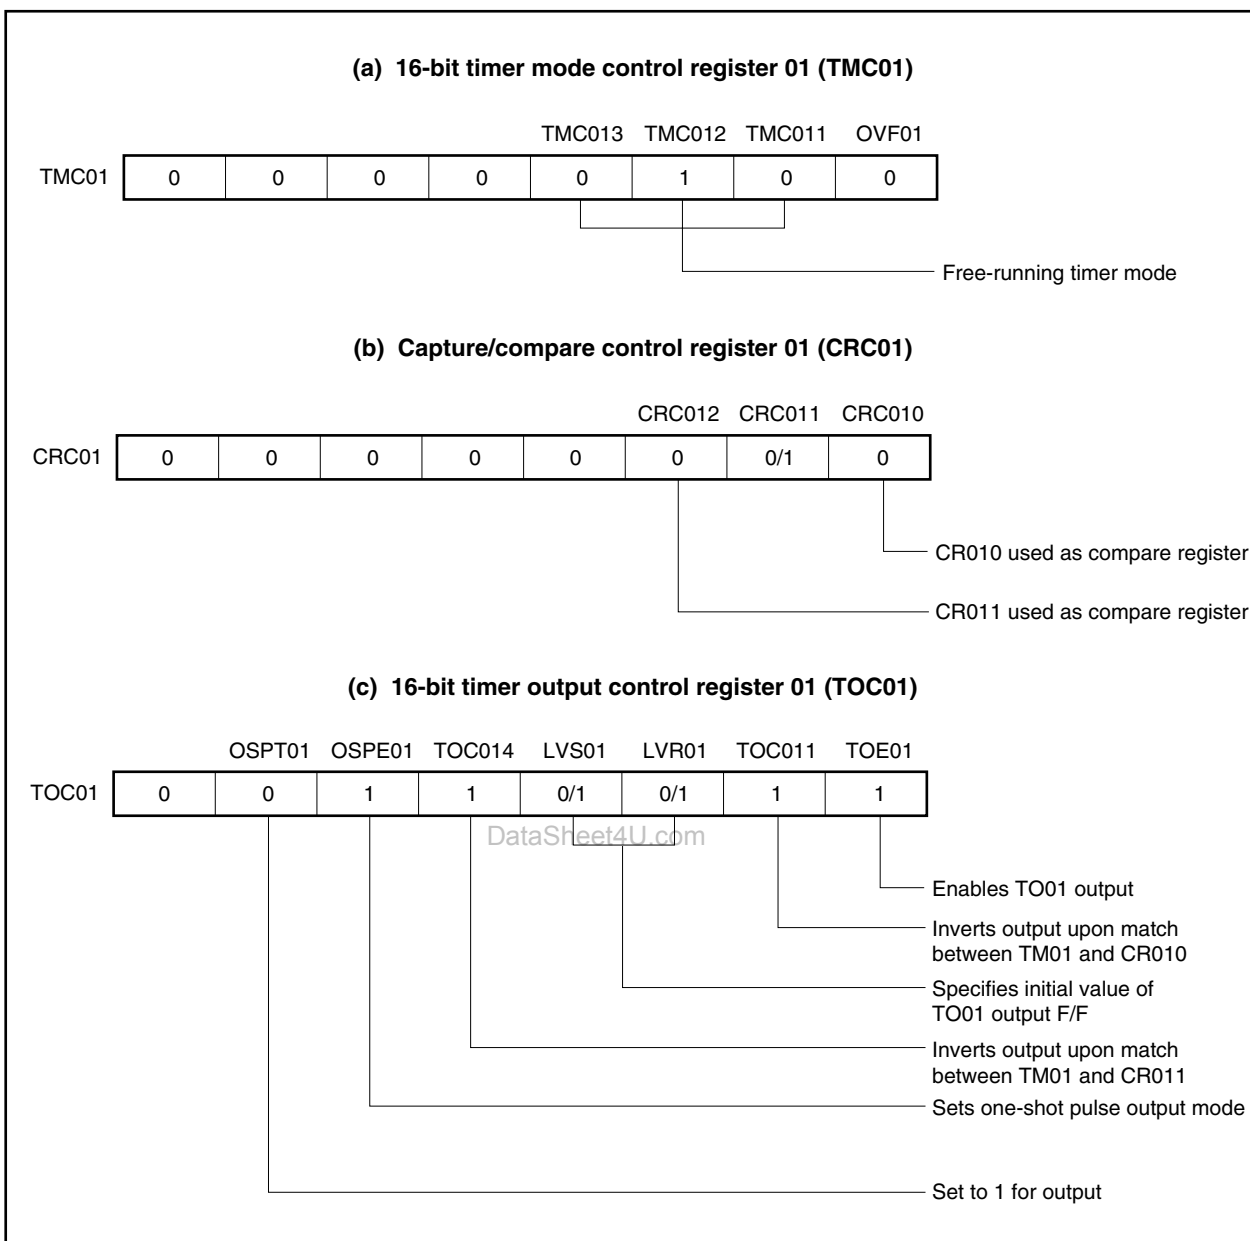 (a) 16-bit timer mode control register 01 (TMC01)
TMC013 TMC012 TMC011 OVF01
TMC01 0 0 0 0 0 1 0 0
Free-running timer mode
(b) Capture/compare control register 01 (CRC01)
CRC012 CRC011 CRC010
CRC01 0 0 0 0 0 0 0/1 0
CR010 used as compare register
CR011 used as compare register
(c) 16-bit timer output control register 01 (TOC01)
OSPT01 OSPE01 TOC014 LVS01 LVR01 TOC011 TOE01
TOC01 0 0 1 1 0/1 0/1 1 1
DataSheet4U.com
Enables TO01 output
Inverts output upon match
between TM01 and CR010
Specifies initial value of
TO01 output F/F
Inverts output upon match
between TM01 and CR011
Sets one-shot pulse output mode
Set to 1 for output